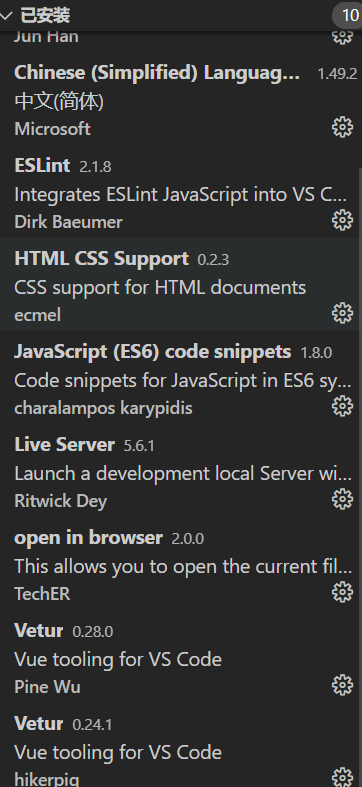 已安装 10
Jun Han
Chinese (Simplified) Languag... 1.49.2
中文(简体)
Microsoft
ESLint 2.1.8
Integrates ESLint JavaScript into VS C...
Dirk Baeumer
HTML CSS Support 0.2.3
CSS support for HTML documents
ecmel
JavaScript (ES6) code snippets 1.8.0
Code snippets for JavaScript in ES6 sy...
charalampos karypidis
Live Server 5.6.1
Launch a development local Server wi...
Ritwick Dey
open in browser 2.0.0
This allows you to open the current fil...
TechER
Vetur 0.28.0
Vue tooling for VS Code
Pine Wu
Vetur 0.24.1
Vue tooling for VS Code
hikerpig